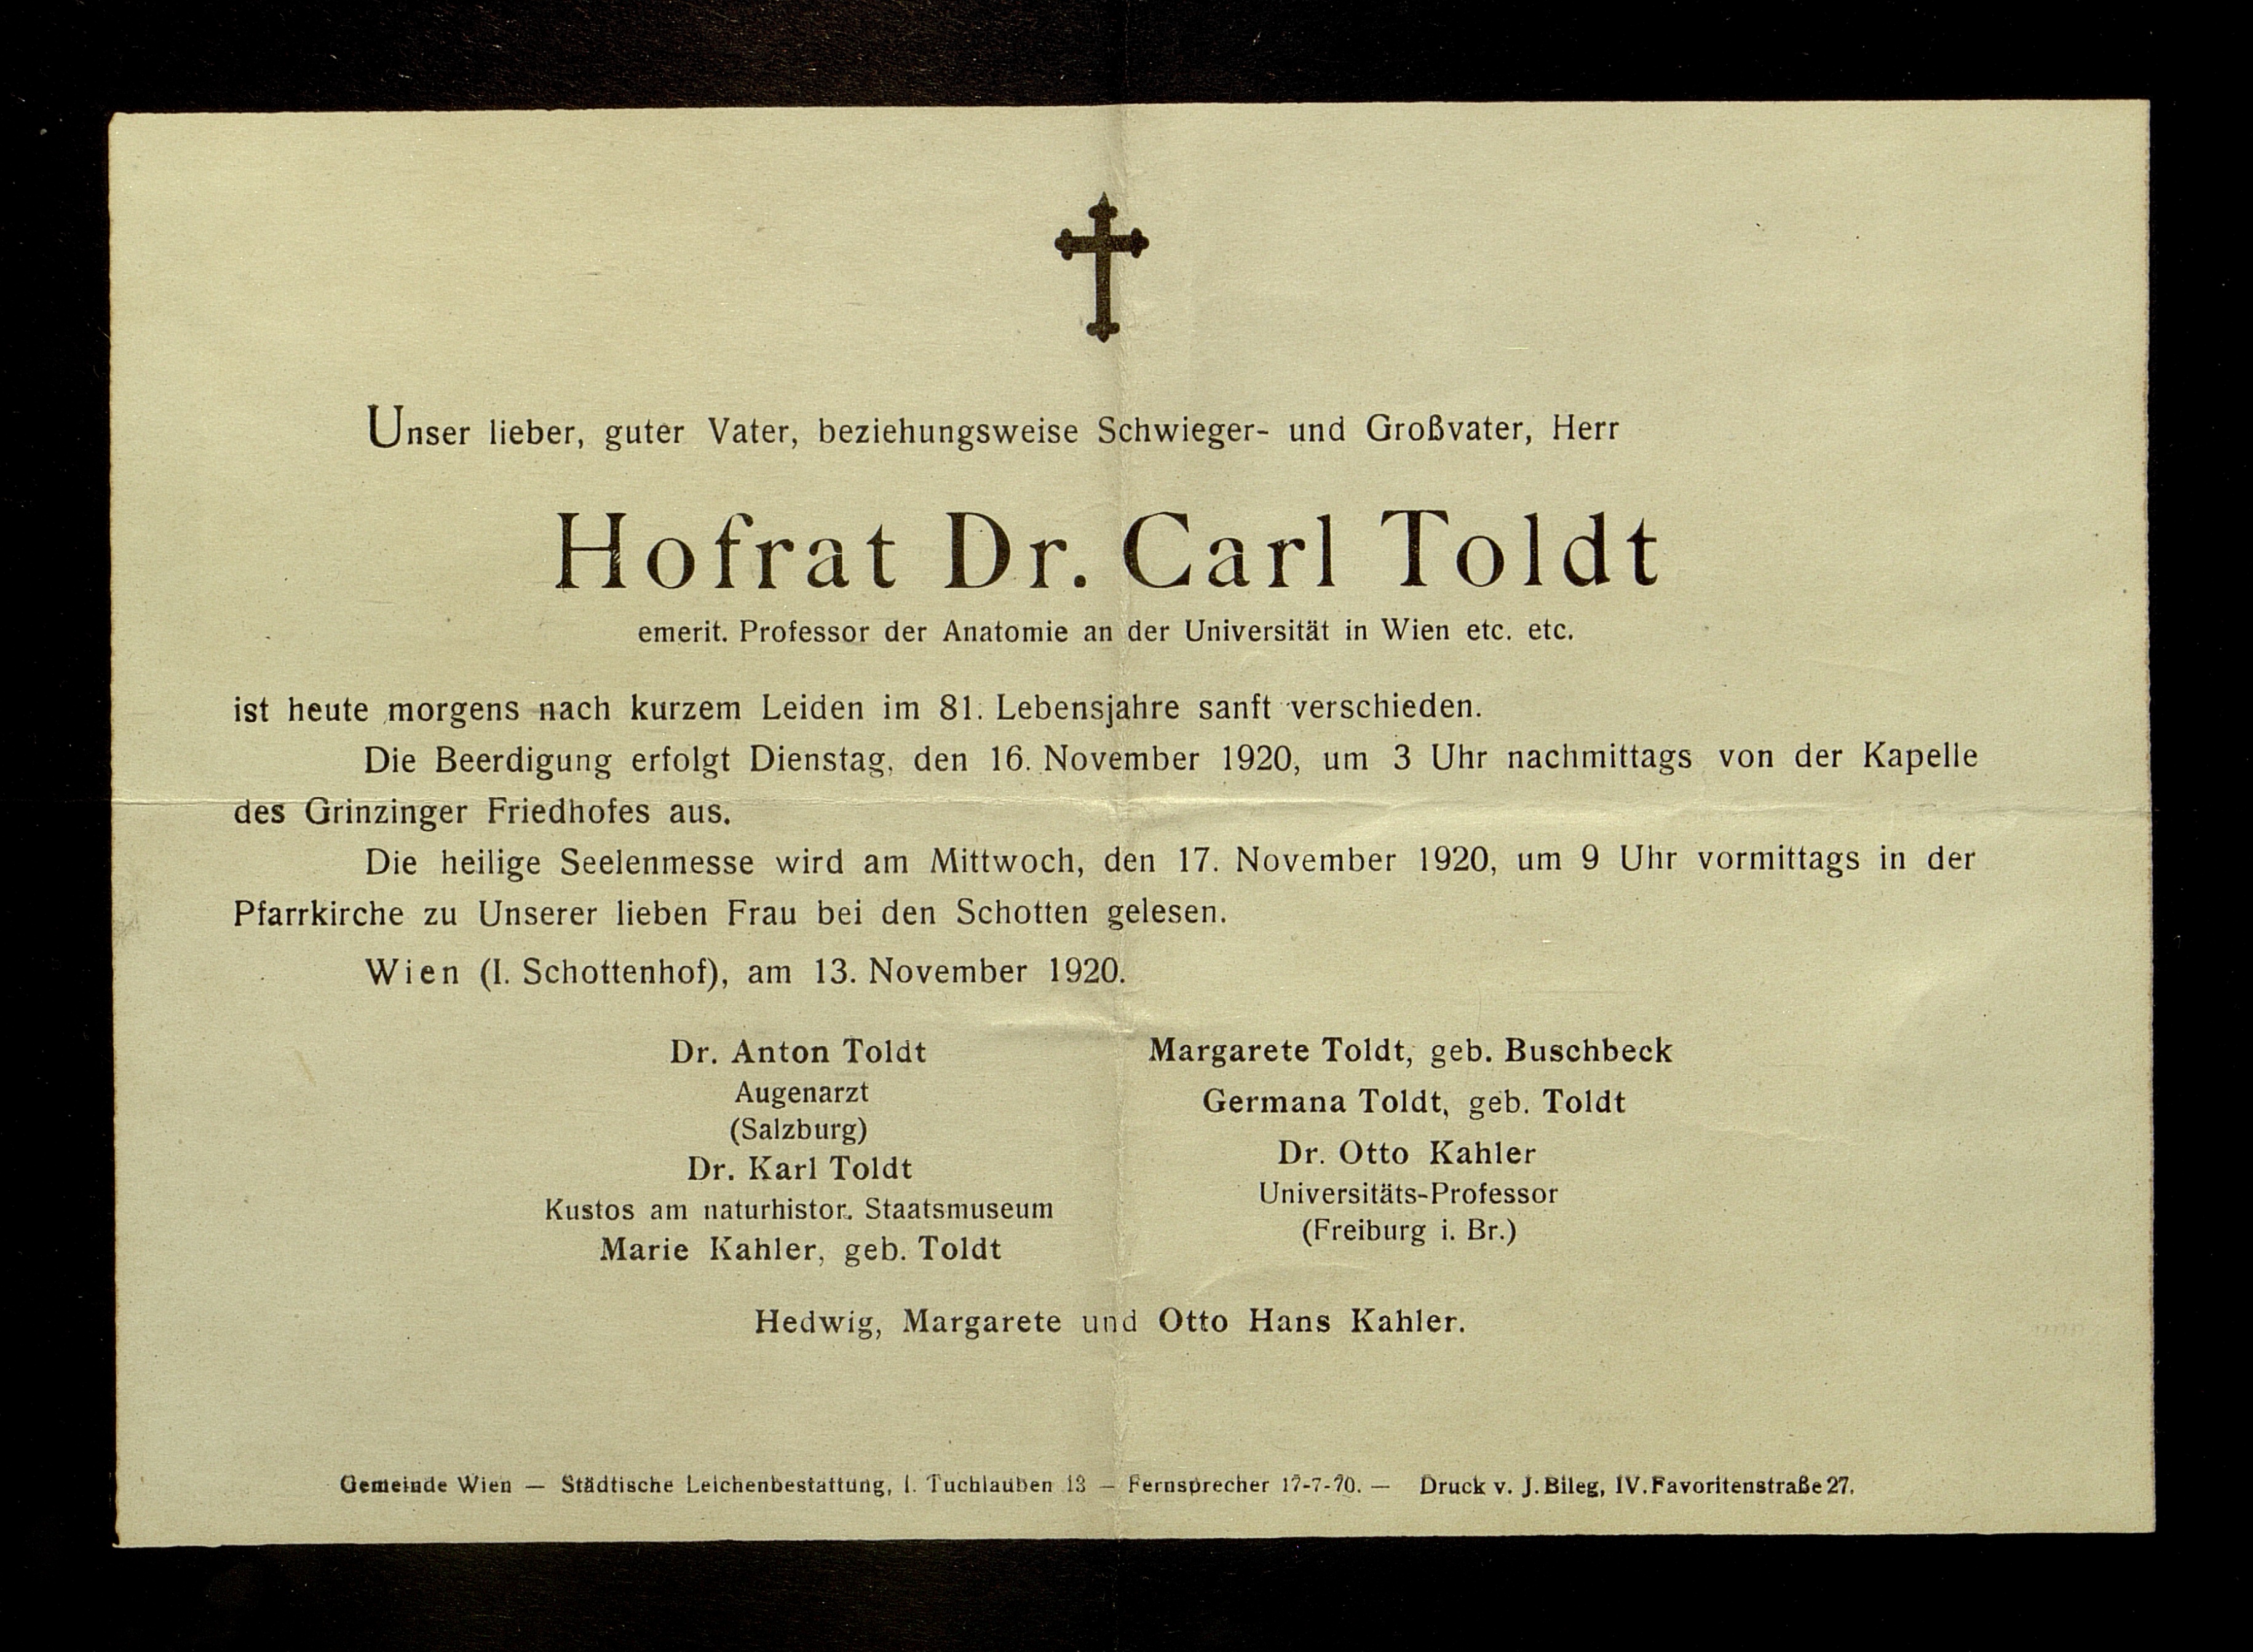 Unser lieber, guter Vater, beziehungsweise Schwieger- und Großvater, Herr
Hofrat Dr. Carl Toldt
emerit. Professor der Anatomie an der Universität in Wien etc. etc.
ist heute morgens nach kurzem Leiden im 81. Lebensjahre sanft verschieden.
Die Beerdigung erfolgt Dienstag, den 16. November 1920, um 3 Uhr nachmittags von der Kapelle
des Grinzinger Friedhofes aus.
Die heilige Seelenmesse wird am Mittwoch, den 17. November 1920, um 9 Uhr vormittags in der
Pfarrkirche zu Unserer lieben Frau bei den Schotten gelesen.
Wien (I. Schottenhof), am 13. November 1920.
Dr. Anton Toldt
Augenarzt
(Salzburg)
Dr. Karl Toldt
Kustos am naturhistor. Staatsmuseum
Marie Kahler, geb. Toldt
Margarete Toldt, geb. Buschbeck
Germana Toldt, geb. Toldt
Dr. Otto Kahler
Universitäts-Professor
(Freiburg i. Br.)
Hedwig, Margarete und Otto Hans Kahler.
Gemeinde Wien — Städtische Leichenbestattung, I. Tuchlauben 13 — Fernsprecher 17-7-70. — Druck v. J. Bileg, IV. Favoritenstraße 27.